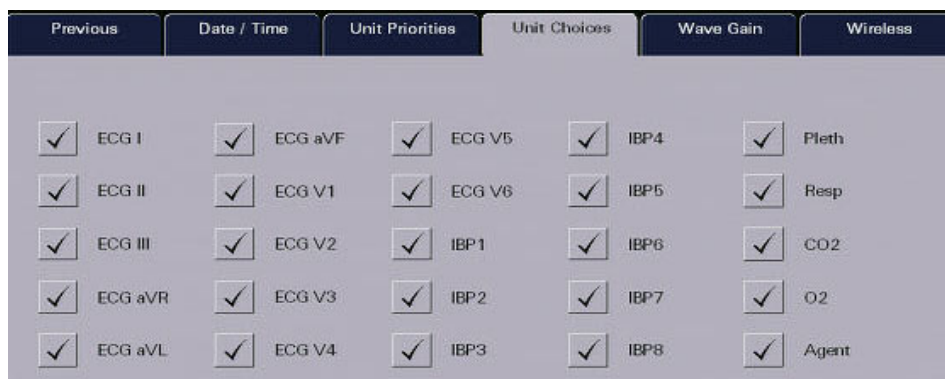 Previous Date / Time Unit Priorities Unit Choices Wave Gain Wireless
ECG I ECG aVF ECG V5 IBP4 Pleth
ECG II ECG V1 ECG V6 IBP5 Resp
ECG III ECG V2 IBP1 IBP6 CO2
ECG aVR ECG V3 IBP2 IBP7 O2
ECG aVL ECG V4 IBP3 IBP8 Agent